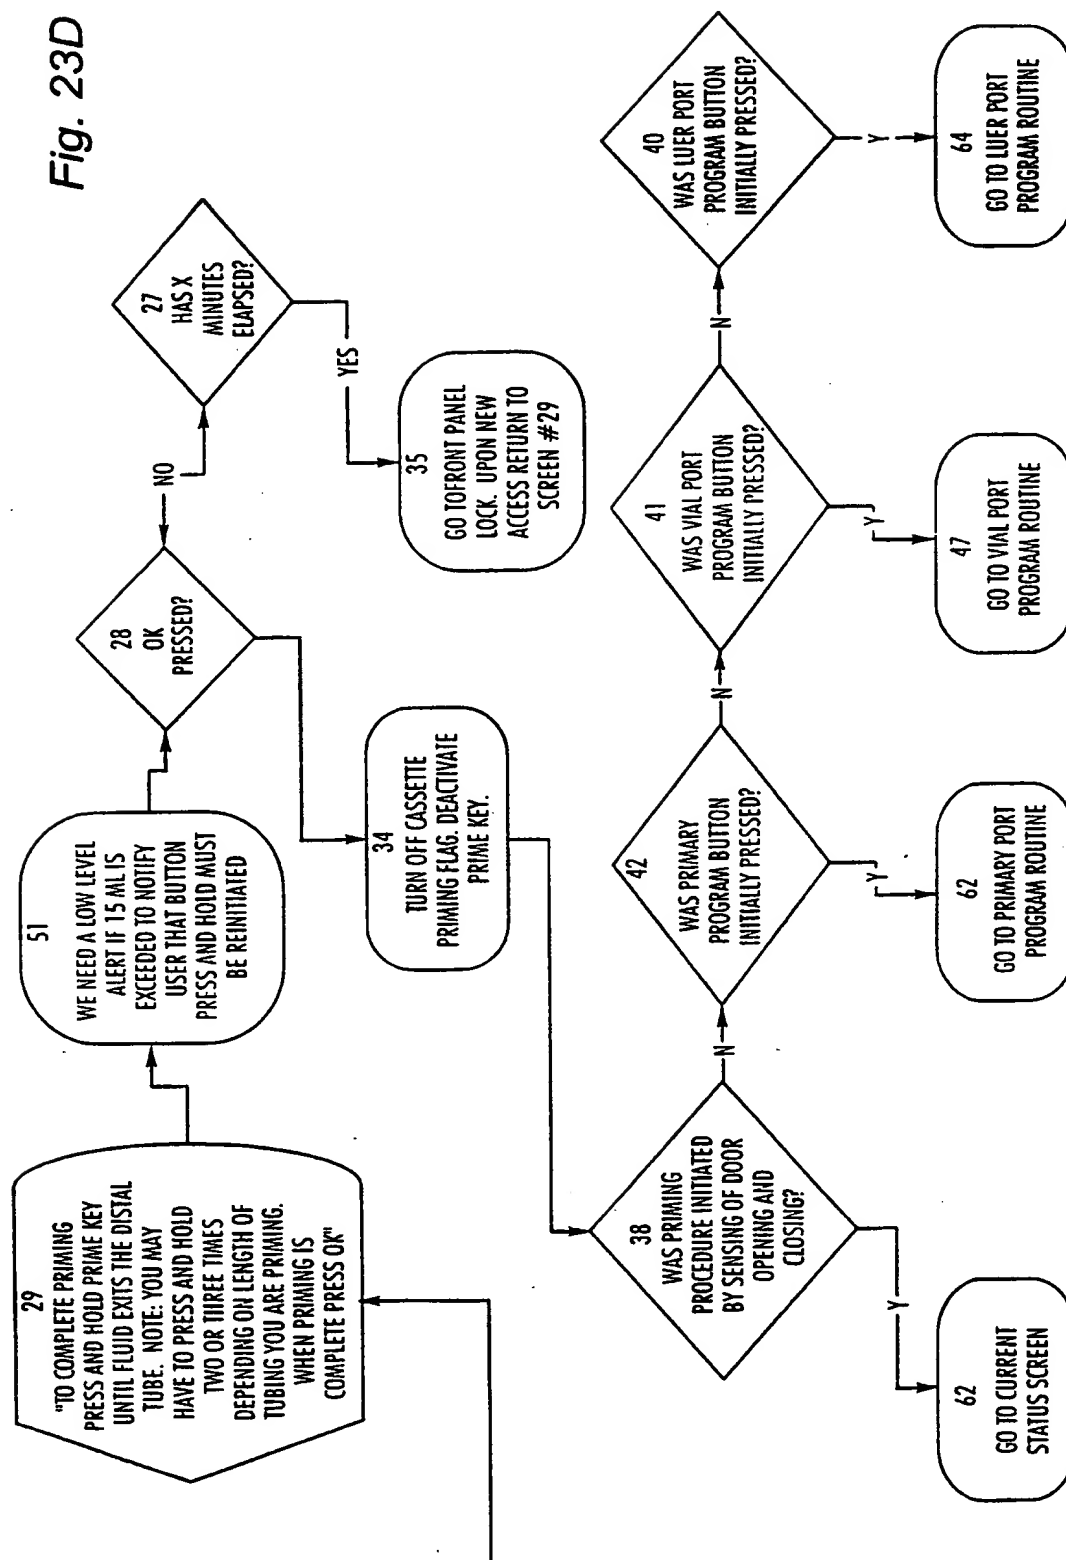 Fig. 23D
29
"TO COMPLETE PRIMING
PRESS AND HOLD PRIME KEY
UNTIL FLUID EXITS THE DISTAL
TUBE. NOTE: YOU MAY
HAVE TO PRESS AND HOLD
TWO OR THREE TIMES
DEPENDING ON LENGTH OF
TUBING YOU ARE PRIMING.
WHEN PRIMING IS
COMPLETE PRESS OK"
51
WE NEED A LOW LEVEL
ALERT IF 15 ML IS
EXCEEDED TO NOTIFY
USER THAT BUTTON
PRESS AND HOLD MUST
BE REINITIATED
28
OK
PRESSED?
NO
27
HAS X
MINUTES
ELAPSED?
YES
35
GO TOFRONT PANEL
LOCK. UPON NEW
ACCESS RETURN TO
SCREEN #29
34
TURN OFF CASSETTE
PRIMING FLAG. DEACTIVATE
PRIME KEY.
38
WAS PRIMING
PROCEDURE INITIATED
BY SENSING OF DOOR
OPENING AND
CLOSING?
N
42
WAS PRIMARY
PROGRAM BUTTON
INITIALLY PRESSED?
N
41
WAS VIAL PORT
PROGRAM BUTTON
INITIALLY PRESSED?
N
40
WAS LUER PORT
PROGRAM BUTTON
INITIALLY PRESSED?
Y
62
GO TO CURRENT
STATUS SCREEN
Y
62
GO TO PRIMARY PORT
PROGRAM ROUTINE
Y
47
GO TO VIAL PORT
PROGRAM ROUTINE
Y
64
GO TO LUER PORT
PROGRAM ROUTINE